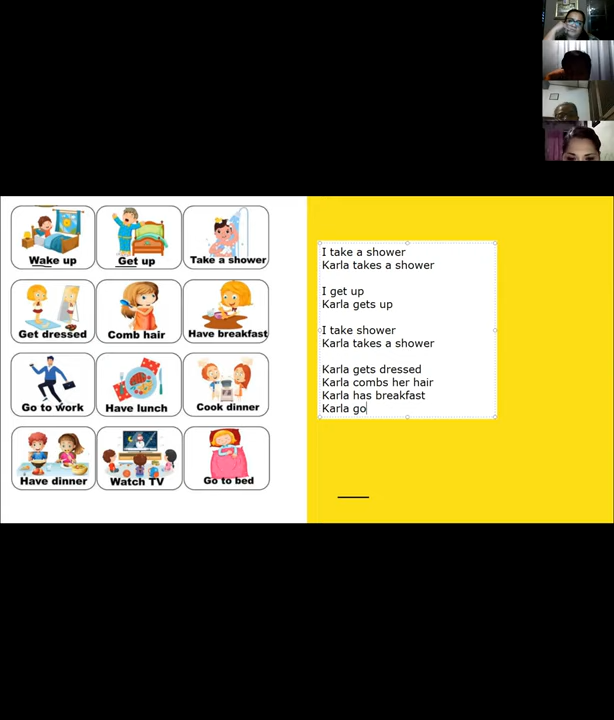 Wake up
Get up
Take a shower
Get dressed
Comb hair
Have breakfast
Go to work
Have lunch
Cook dinner
Have dinner
Watch TV
Go to bed
I take a shower
Karla takes a shower
I get up
Karla gets up
I take shower
Karla takes a shower
Karla gets dressed
Karla combs her hair
Karla has breakfast
Karla go